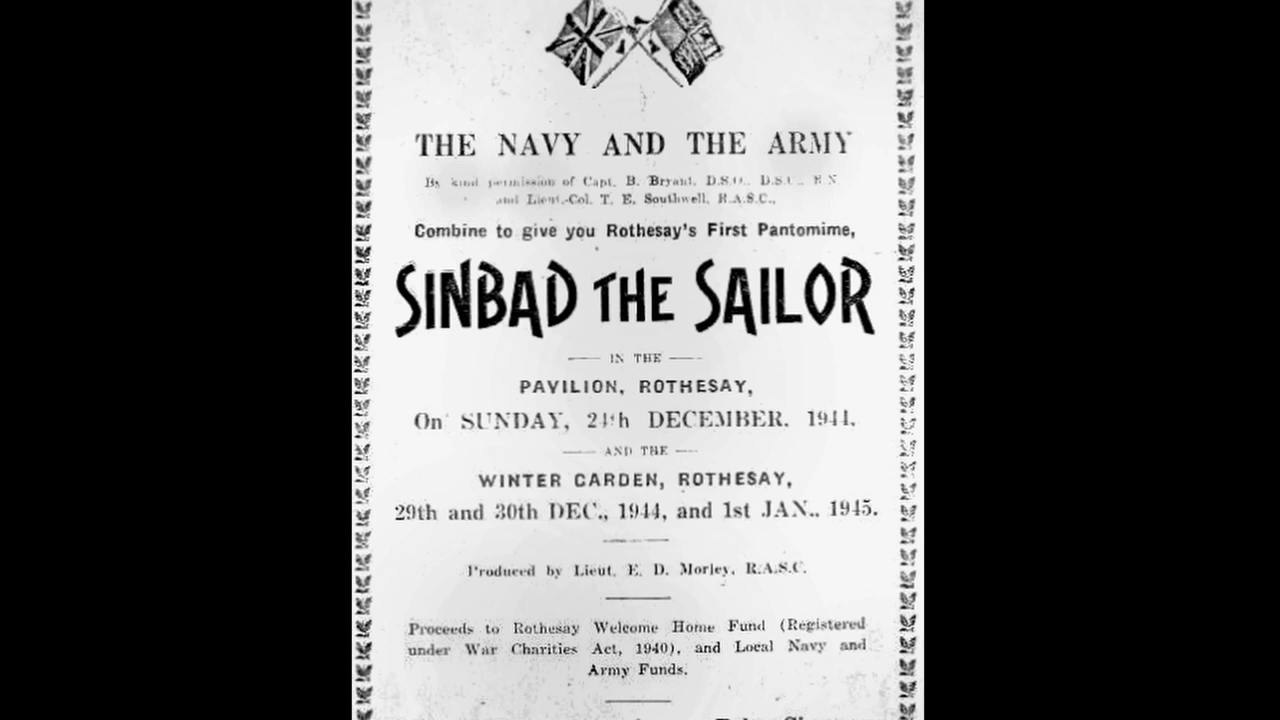 THE NAVY AND THE ARMY
By kind permission of Capt. B. Bryant, D.S.O., D.S.C., R.N.
and Lieut.-Col. T. E. Southwell, R.A.S.C.,
Combine to give you Rothesay's First Pantomime,
SINBAD THE SAILOR
IN THE
PAVILION, ROTHESAY,
On SUNDAY, 24th DECEMBER. 1944.
AND THE
WINTER GARDEN, ROTHESAY,
29th and 30th DEC., 1944, and 1st JAN., 1945.
Produced by Lieut. E. D. Morley, R.A.S.C.
Proceeds to Rothesay Welcome Home Fund (Registered
under War Charities Act, 1940), and Local Navy and
Army Funds.